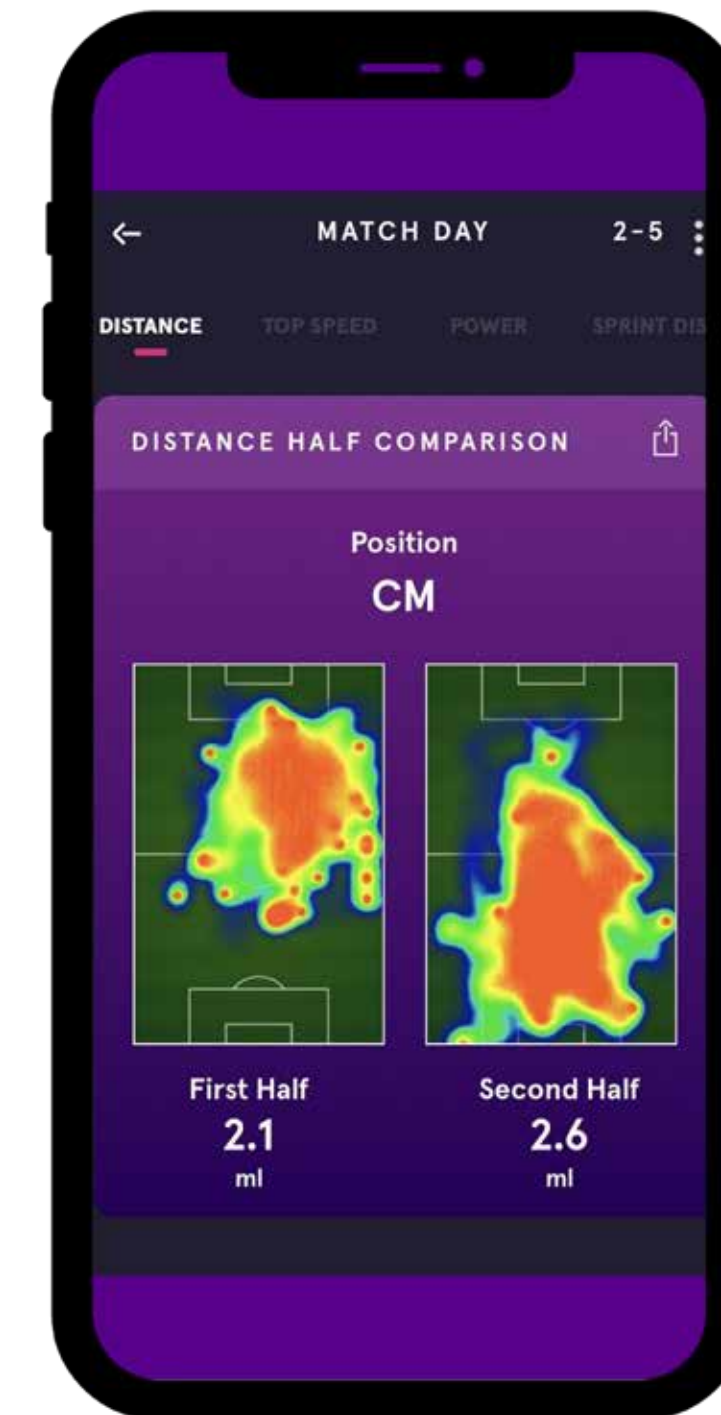 MATCH DAY 2-5
DISTANCE TOP SPEED POWER SPRINT DIS
DISTANCE HALF COMPARISON
Position
CM
First Half Second Half
2.1 2.6
ml ml